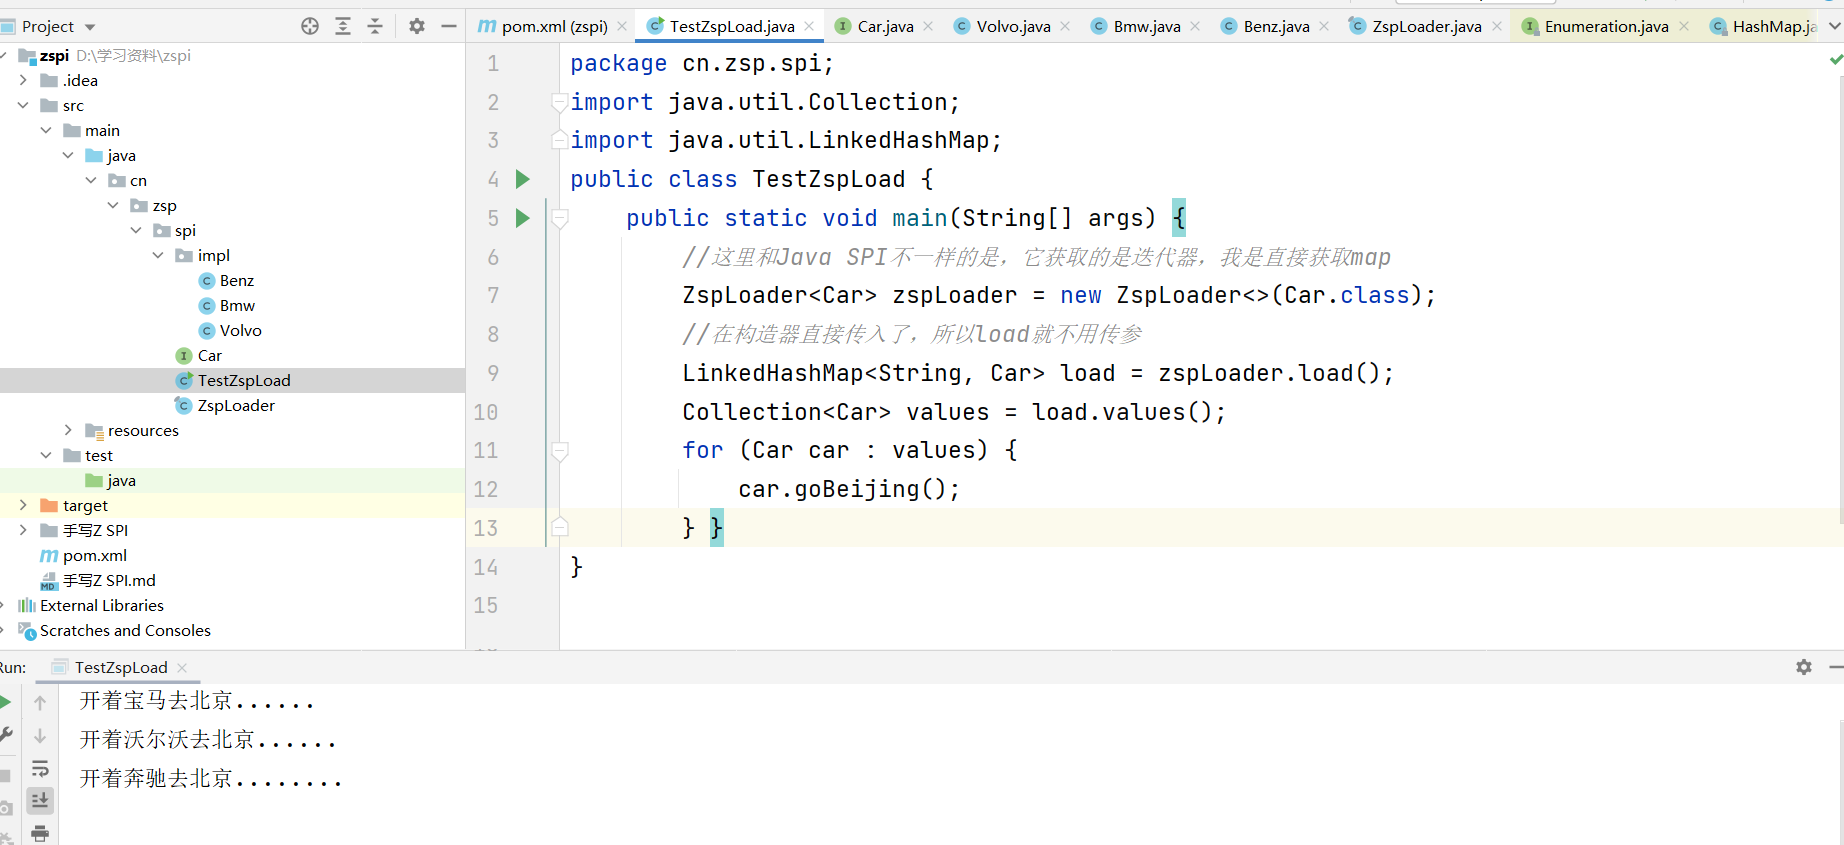 Project
zspi D:\学习资料\zspi
.idea
src
main
java
cn
zsp
spi
impl
Benz
Bmw
Volvo
Car
TestZspLoad
ZspLoader
resources
test
java
target
手写Z SPI
pom.xml
手写Z SPI.md
External Libraries
Scratches and Consoles
pom.xml (zspi) TestZspLoad.java Car.java Volvo.java Bmw.java Benz.java ZspLoader.java Enumeration.java HashMap.ja
1 package cn.zsp.spi;
2 import java.util.Collection;
3 import java.util.LinkedHashMap;
4 public class TestZspLoad {
5 public static void main(String[] args) {
6 //这里和Java SPI不一样的是，它获取的是迭代器，我是直接获取map
7 ZspLoader<Car> zspLoader = new ZspLoader<>(Car.class);
8 //在构造器直接传入了，所以load就不用传参
9 LinkedHashMap<String, Car> load = zspLoader.load();
10 Collection<Car> values = load.values();
11 for (Car car : values) {
12 car.goBeijing();
13 } }
14 }
15
Run: TestZspLoad
开着宝马去北京......
开着沃尔沃去北京......
开着奔驰去北京........